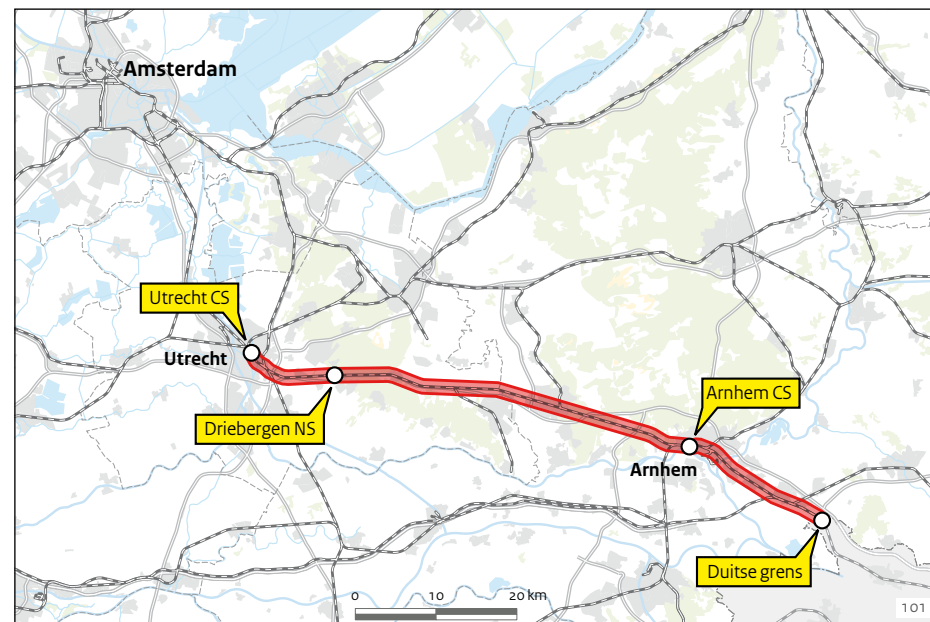 Amsterdam
Utrecht CS
Utrecht
Driebergen NS
Arnhem CS
Arnhem
Duitse grens
0 10 20 km
101